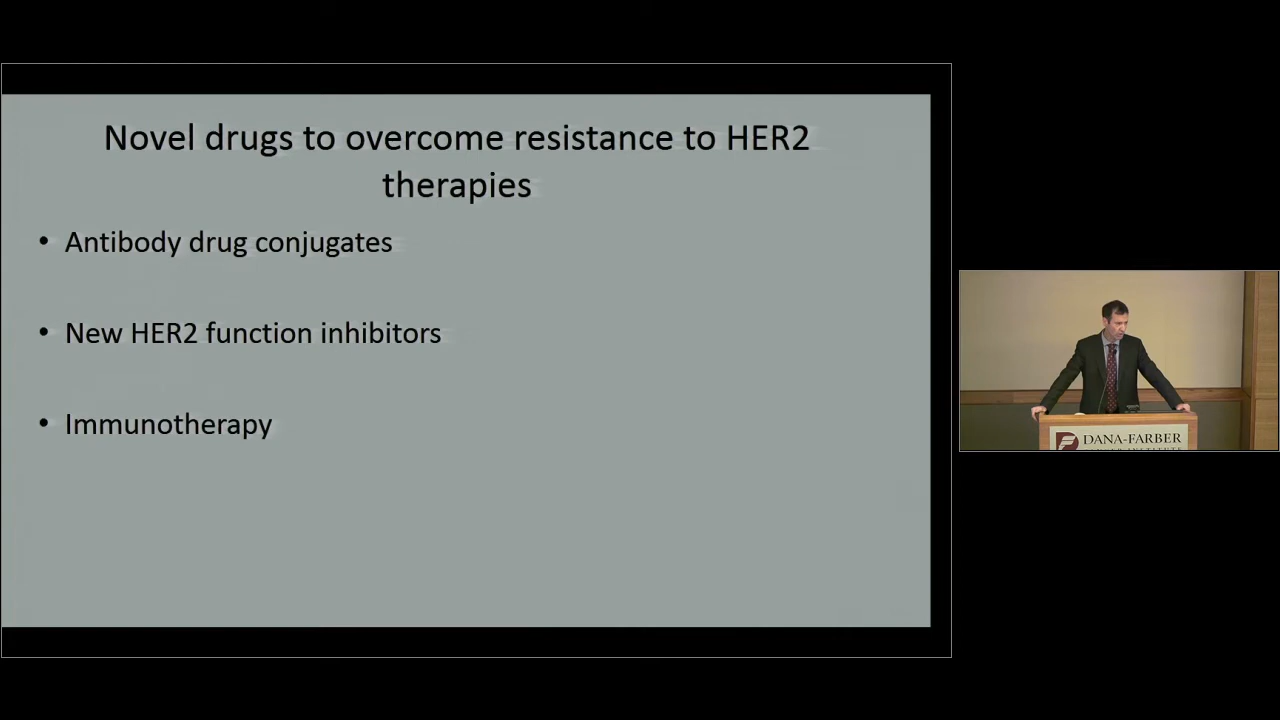 Novel drugs to overcome resistance to HER2
therapies
• Antibody drug conjugates
• New HER2 function inhibitors
• Immunotherapy
DANA-FARBER